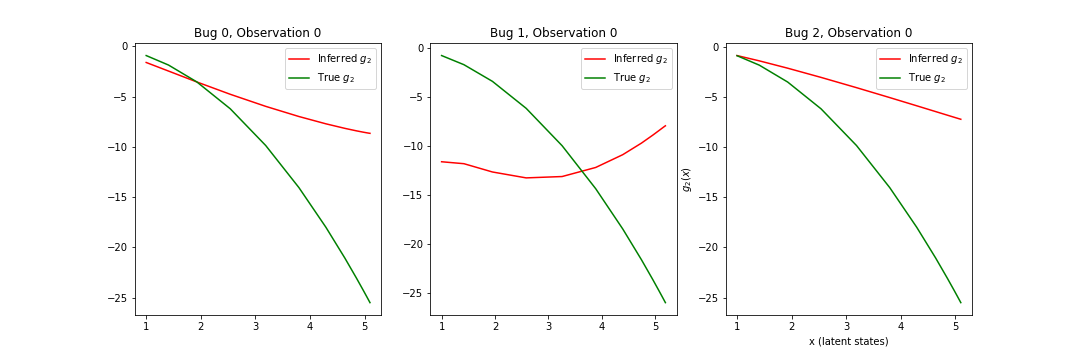 Bug 0, Observation 0
Inferred g₂
True g₂
0
−5
−10
−15
−20
−25
1 2 3 4 5
Bug 1, Observation 0
Inferred g₂
True g₂
0
−5
−10
−15
−20
−25
1 2 3 4 5
Bug 2, Observation 0
Inferred g₂
True g₂
g₂(x)
0
−5
−10
−15
−20
−25
1 2 3 4 5
x (latent states)